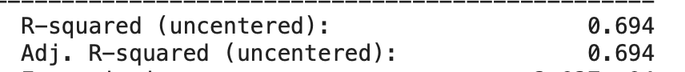 R-squared (uncentered): 0.694
Adj. R-squared (uncentered): 0.694